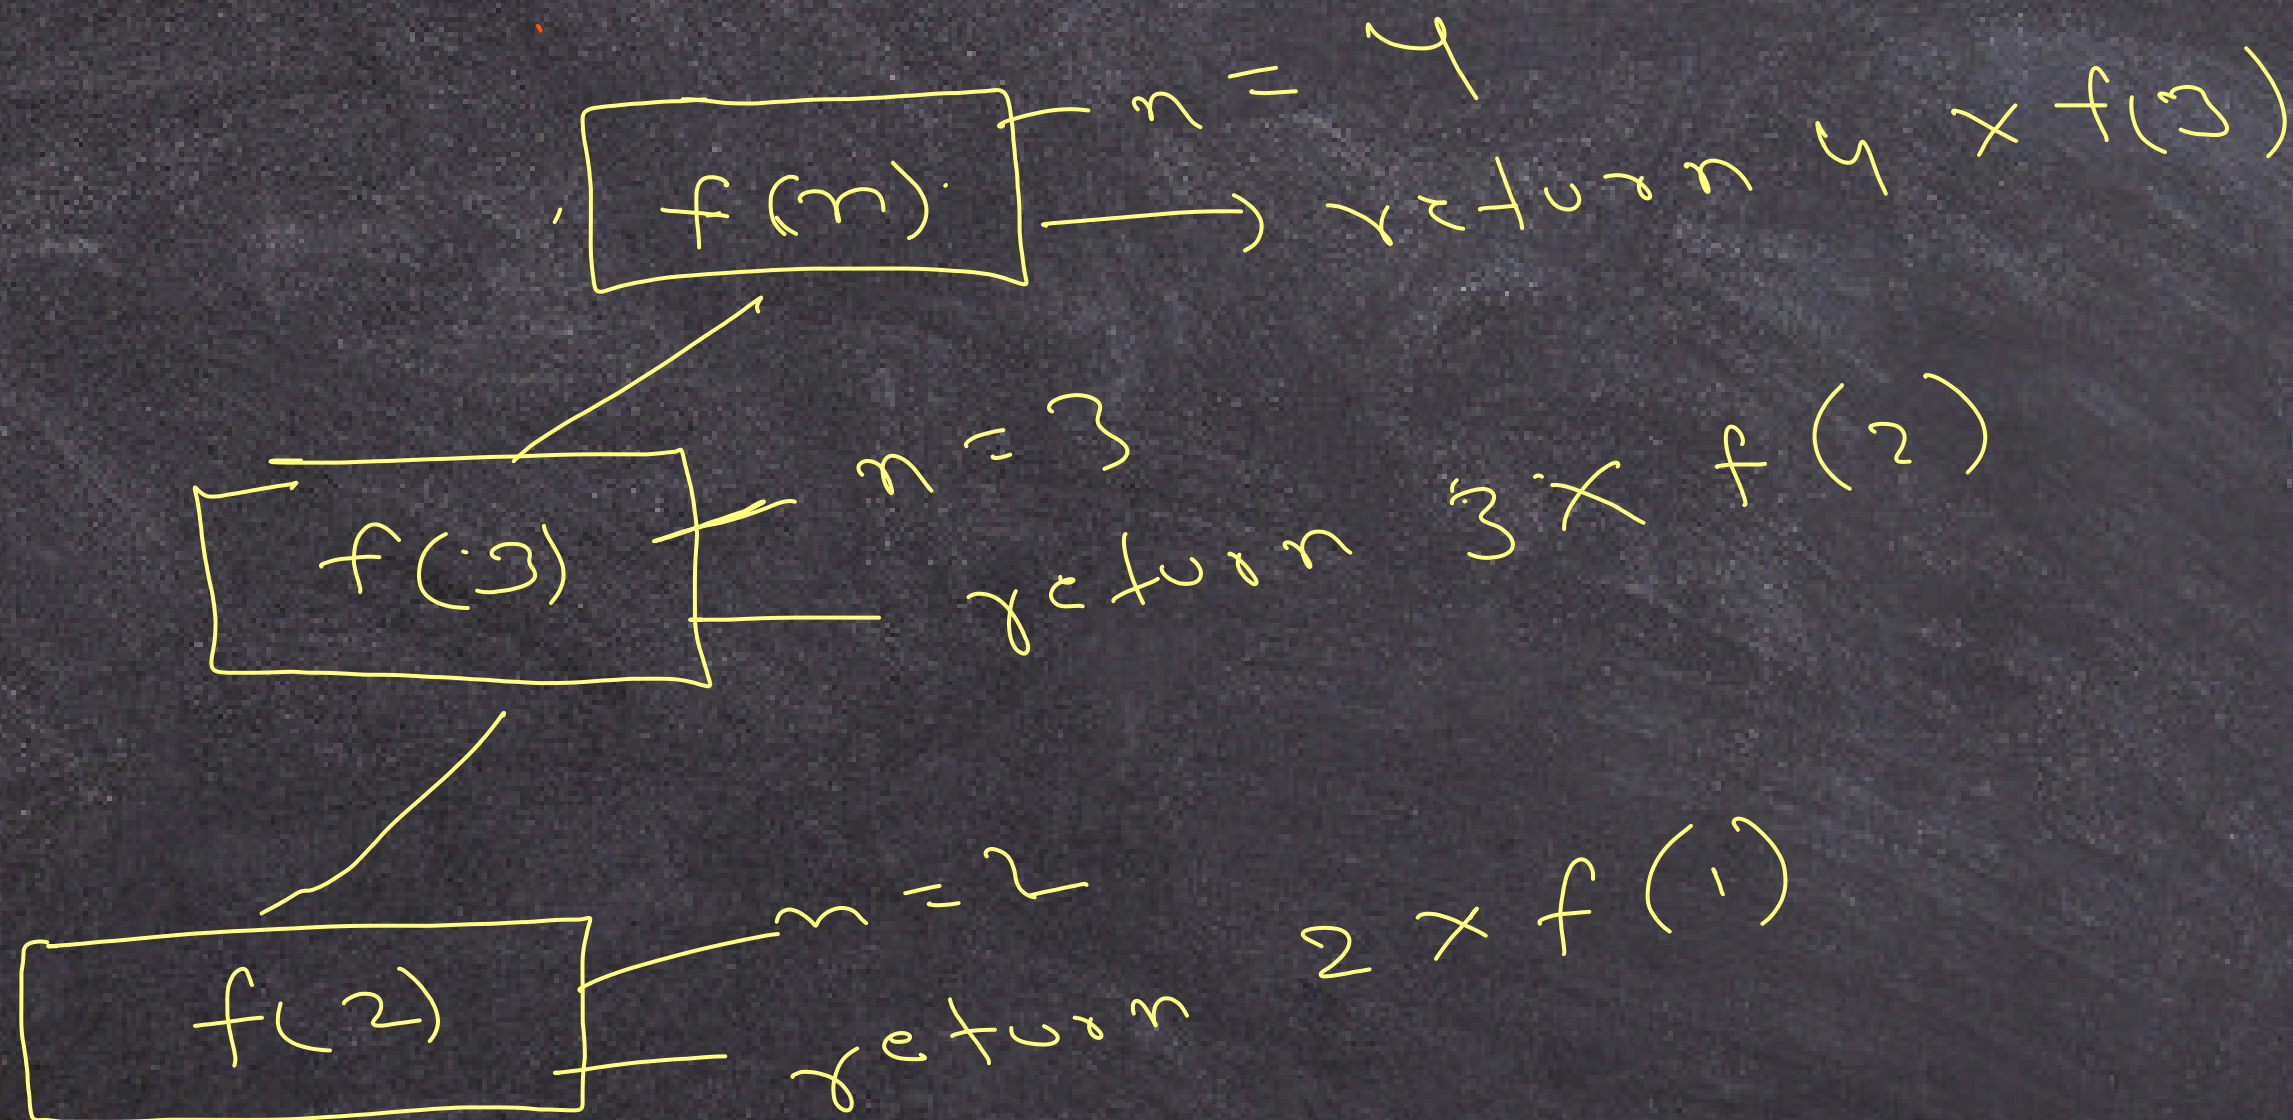 n = 4
f(n)
return 4 x f(3)
n = 3
f(3)
return 3 x f(2)
n = 2
f(2)
return 2 x f(1)